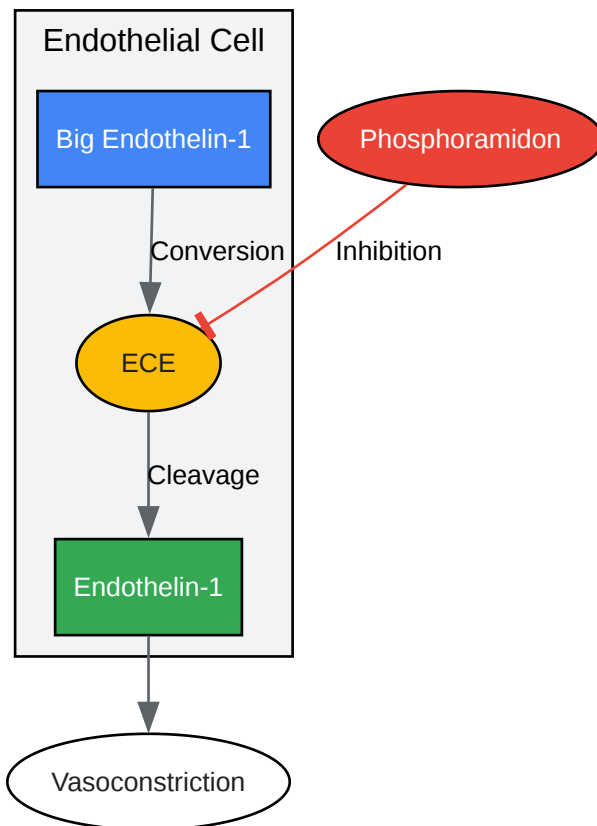 Endothelial Cell
Big Endothelin-1
Phosphoramidon
Conversion
Inhibition
ECE
Cleavage
Endothelin-1
Vasoconstriction